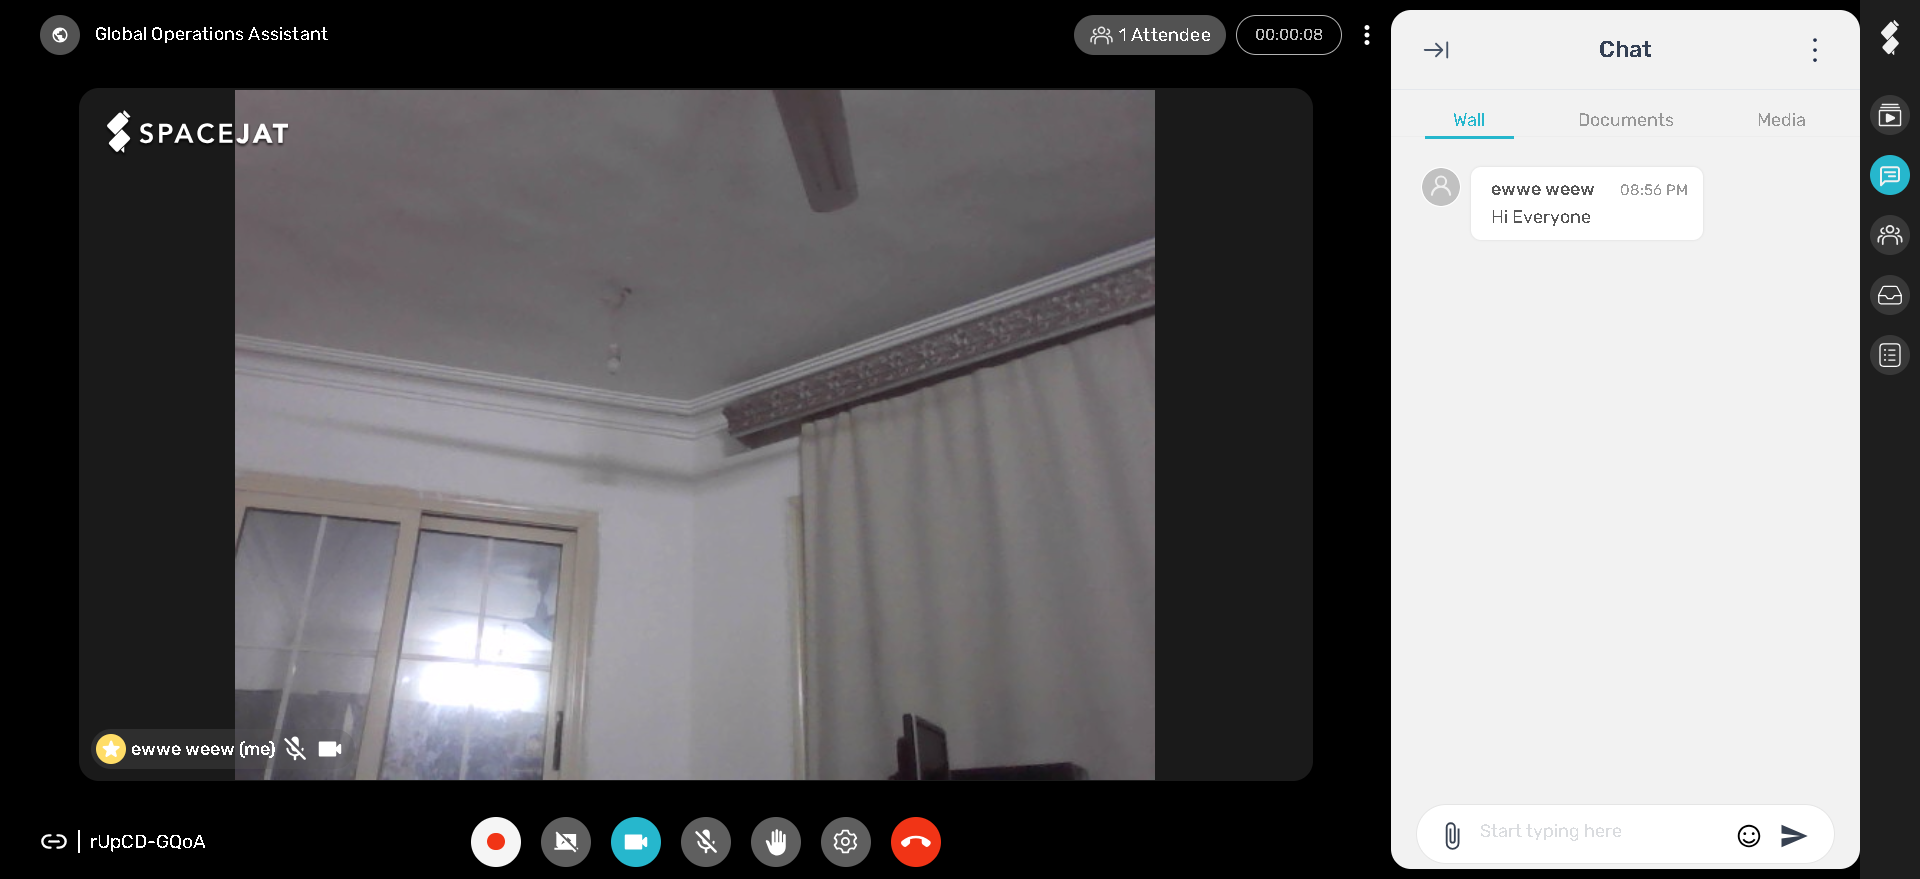 Global Operations Assistant
1 Attendee
00:00:08
SPACEJAT
ewwe weew (me)
rUpCD-GQoA
Chat
Wall
Documents
Media
ewwe weew 08:56 PM
Hi Everyone
Start typing here